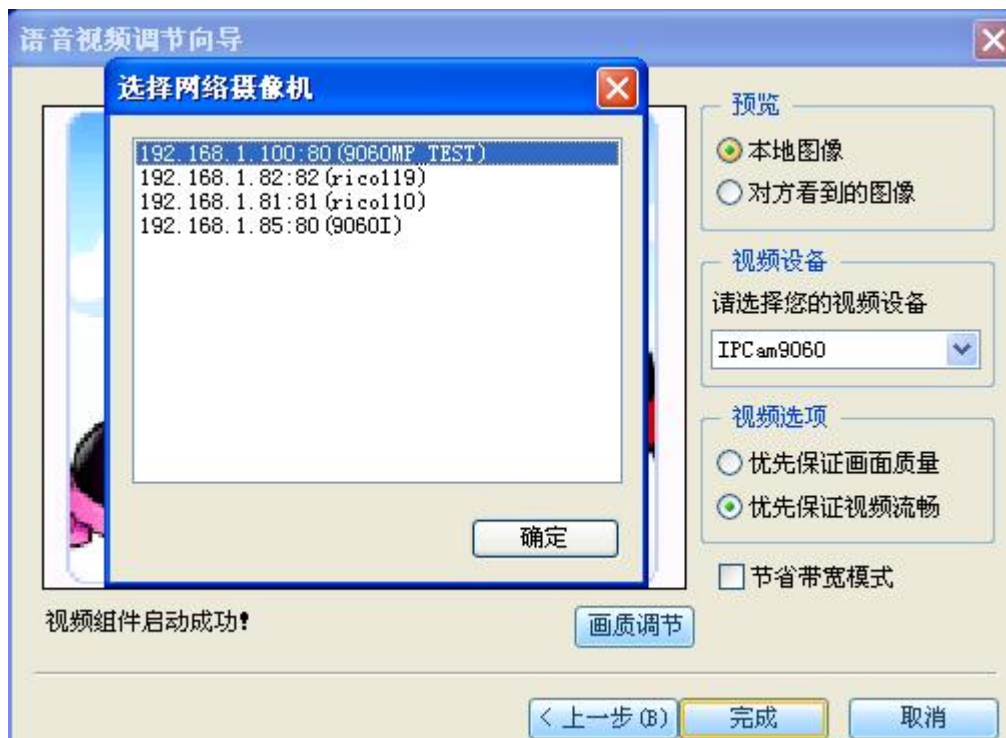 语音视频调节向导
选择网络摄像机
192.168.1.100:80(9060MP_TEST)
192.168.1.82:82(rico119)
192.168.1.81:81(rico110)
192.168.1.85:80(9060I)
确定
预览
本地图像
对方看到的图像
视频设备
请选择您的视频设备
IPCam9060
视频选项
优先保证画面质量
优先保证视频流畅
节省带宽模式
视频组件启动成功!
画质调节
< 上一步(B)
完成
取消